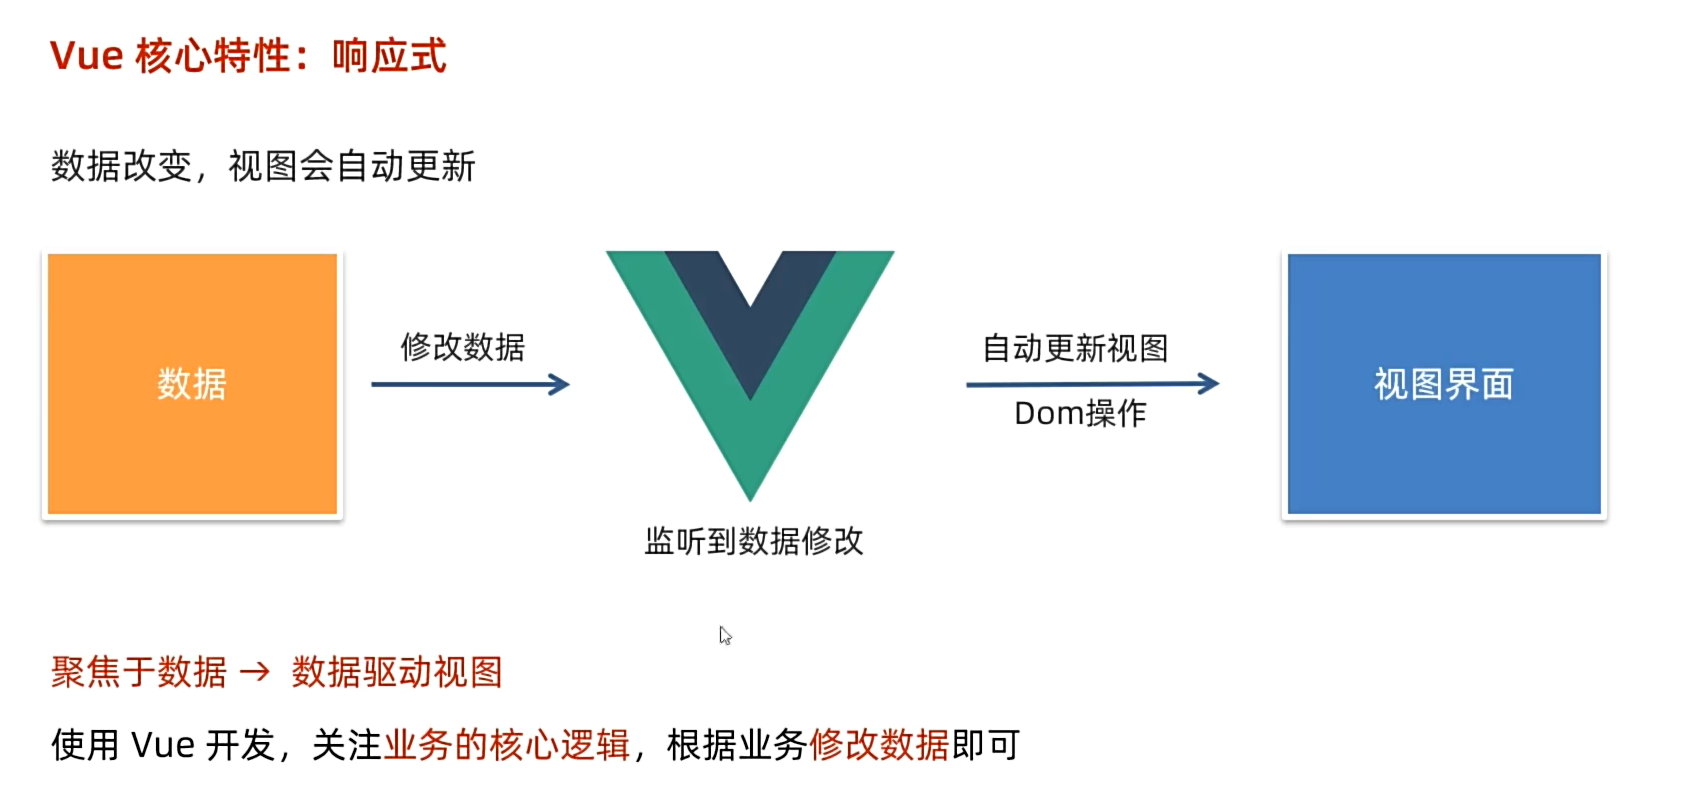 Vue 核心特性：响应式
数据改变，视图会自动更新
数据
修改数据
监听到数据修改
自动更新视图
Dom操作
视图界面
聚焦于数据 → 数据驱动视图
使用 Vue 开发，关注业务的核心逻辑，根据业务修改数据即可